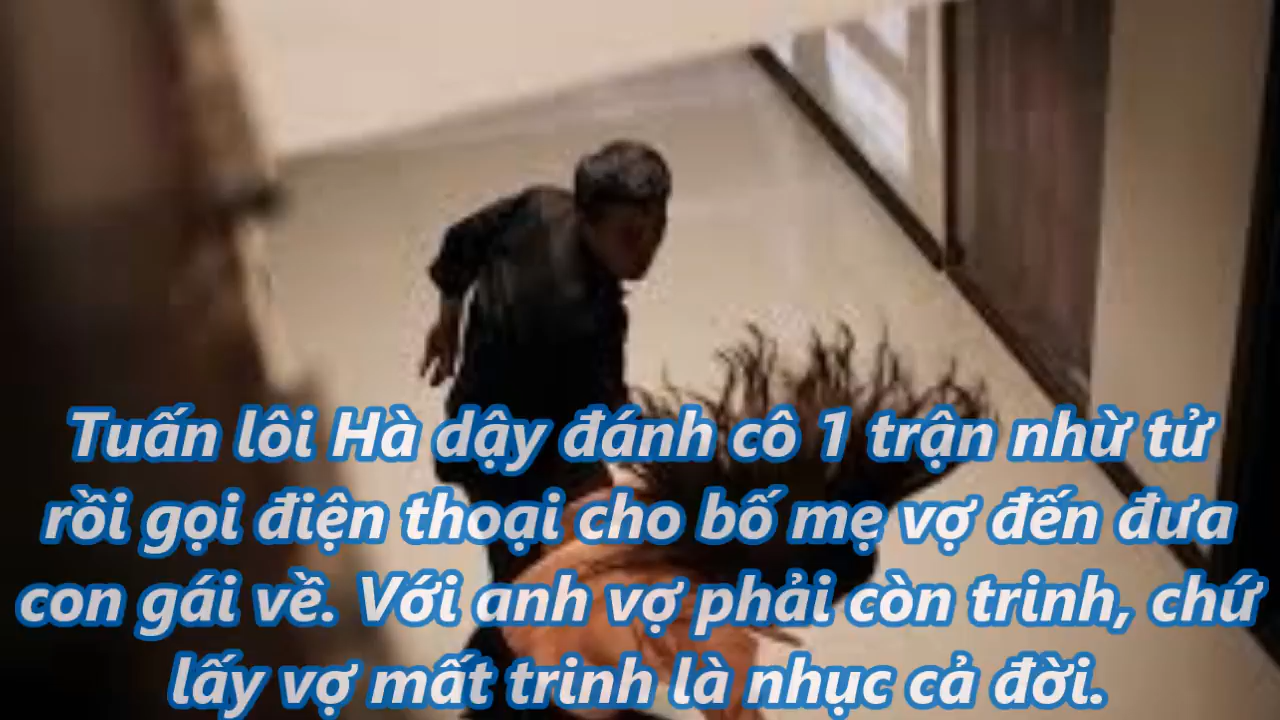 Tuấn lôi Hà dậy đánh cô 1 trận nhừ tử
rồi gọi điện thoại cho bố mẹ vợ đến đưa
con gái về. Với anh vợ phải còn trinh, chứ
lấy vợ mất trinh là nhục cả đời.